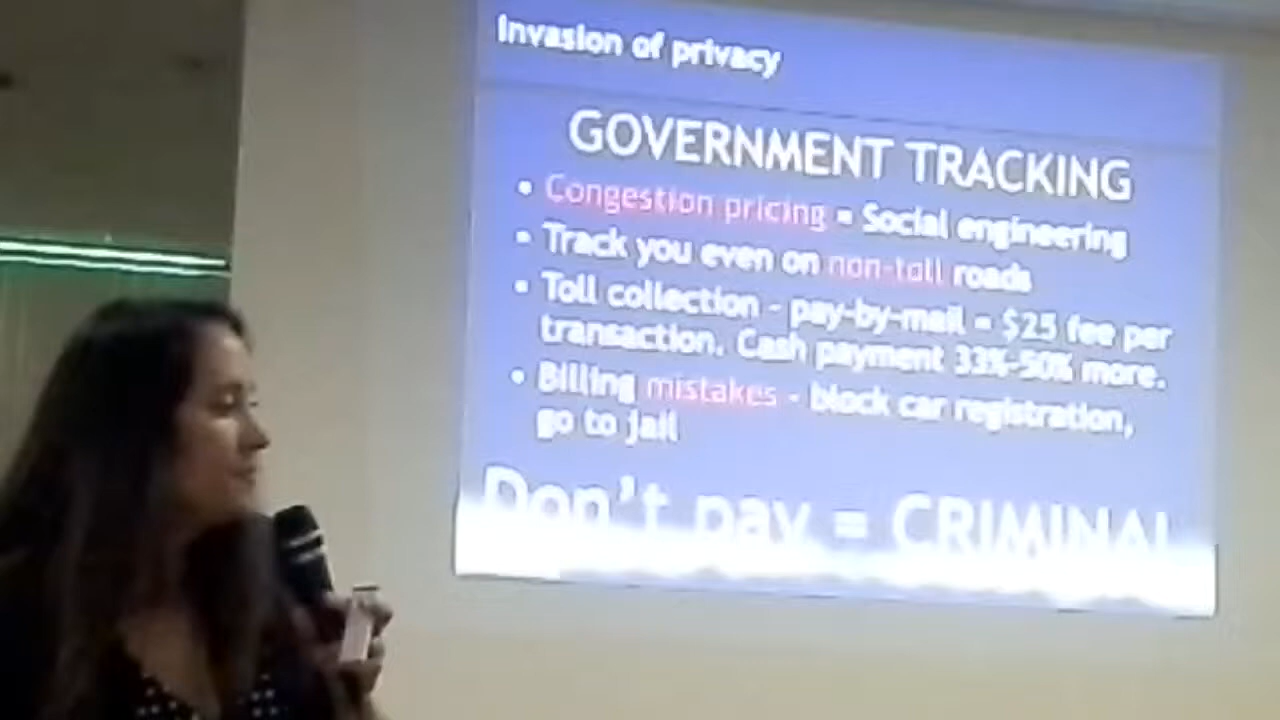 Invasion of privacy
GOVERNMENT TRACKING
• Congestion pricing = Social engineering
• Track you even on non-toll roads
• Toll collection - pay-by-mail = $25 fee per
transaction. Cash payment 33%-50% more.
• Billing mistakes - block car registration,
go to jail
Don't pay = CRIMINAL